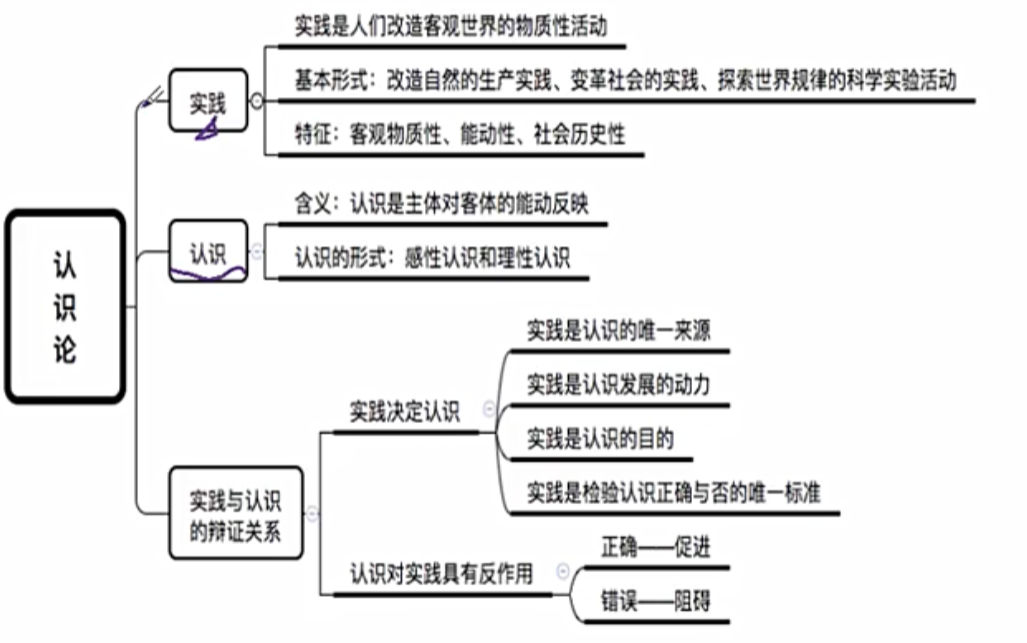 认
识
论
实践
实践是人们改造客观世界的物质性活动
基本形式：改造自然的生产实践、变革社会的实践、探索世界规律的科学实验活动
特征：客观物质性、能动性、社会历史性
认识
含义：认识是主体对客体的能动反映
认识的形式：感性认识和理性认识
实践与认识
的辩证关系
实践决定认识
实践是认识的唯一来源
实践是认识发展的动力
实践是认识的目的
实践是检验认识正确与否的唯一标准
认识对实践具有反作用
正确——促进
错误——阻碍